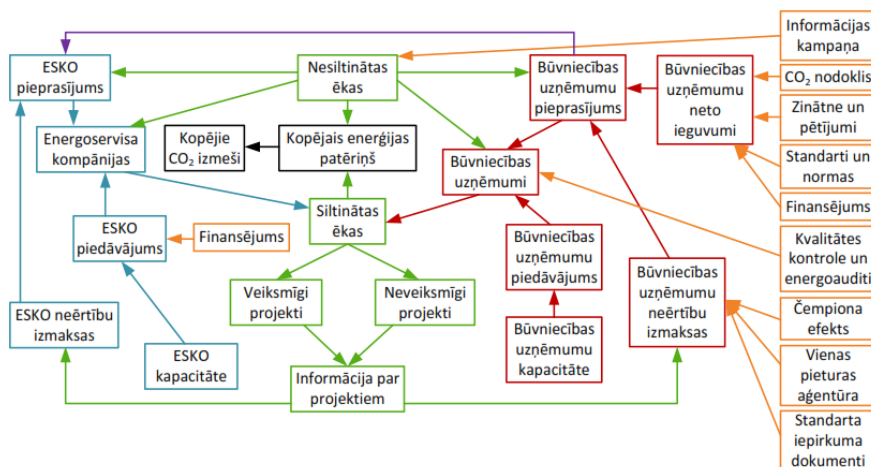 Informācijas
kampaņa
ESKO
pieprasījums
Nesiltinātas
ēkas
Būvniecības
uzņēmumu
pieprasījums
Būvniecības
uzņēmumu
neto
ieguvumi
CO₂ nodoklis
Zinātne un
pētījumi
Standarti un
normas
Finansējums
Energoservisa
kompānijas
Kopējie
CO₂ izmeši
Kopējais enerģijas
patēriņš
Būvniecības
uzņēmumi
Siltinātas
ēkas
ESKO
piedāvājums
Finansējums
Būvniecības
uzņēmumu
piedāvājums
Kvalitātes
kontrole un
energoauditi
Būvniecības
uzņēmumu
neērtību
izmaksas
Veiksmīgi
projekti
Neveiksmīgi
projekti
ESKO neērtību
izmaksas
ESKO
kapacitāte
Būvniecības
uzņēmumu
kapacitāte
Čempiona
efekts
Vienas
pieturas
aģentūra
Informācija par
projektiem
Standarta
iepirkuma
dokumenti